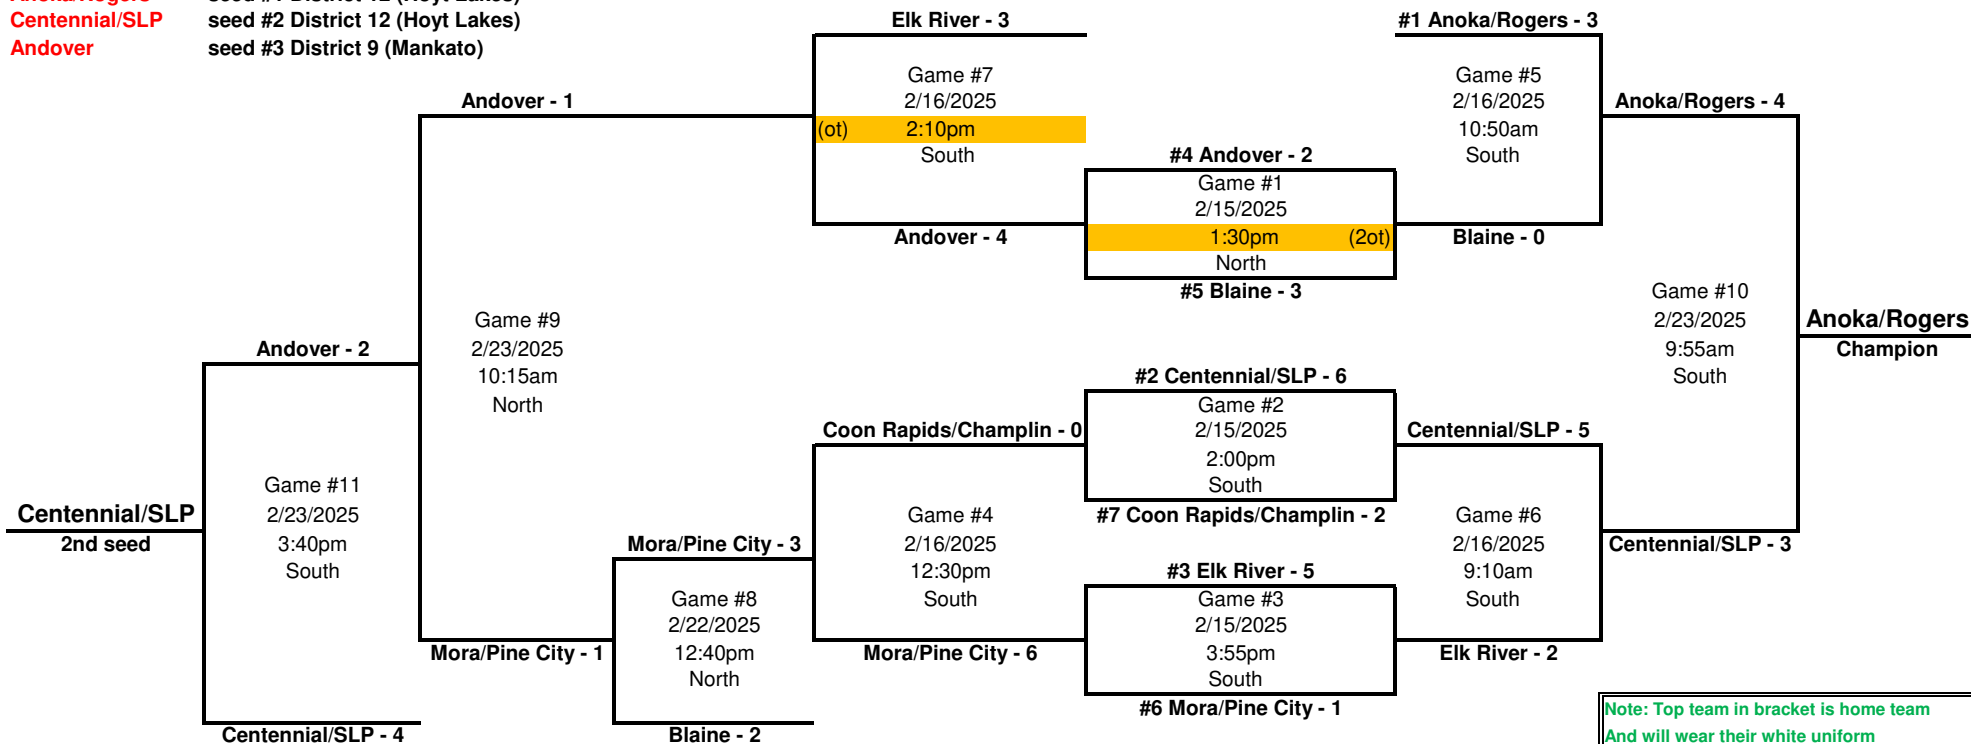 Anoka/Rogers seed #1 District 12 (Hoyt Lakes)
Centennial/SLP seed #2 District 12 (Hoyt Lakes)
Andover seed #3 District 9 (Mankato)
Elk River - 3
#1 Anoka/Rogers - 3
Game #7
2/16/2025
(ot) 2:10pm
South
Game #5
2/16/2025
10:50am
South
Andover - 1
Anoka/Rogers - 4
#4 Andover - 2
Game #1
2/15/2025
1:30pm (2ot)
North
#5 Blaine - 3
Andover - 4
Blaine - 0
Game #9
2/23/2025
10:15am
North
Game #10
2/23/2025
9:55am
South
Anoka/Rogers
Champion
Andover - 2
#2 Centennial/SLP - 6
Game #2
2/15/2025
2:00pm
South
#7 Coon Rapids/Champlin - 2
Coon Rapids/Champlin - 0
Centennial/SLP - 5
Game #11
2/23/2025
3:40pm
South
Centennial/SLP
2nd seed
Game #4
2/16/2025
12:30pm
South
Game #6
2/16/2025
9:10am
South
Mora/Pine City - 3
Centennial/SLP - 3
#3 Elk River - 5
Game #3
2/15/2025
3:55pm
South
#6 Mora/Pine City - 1
Game #8
2/22/2025
12:40pm
North
Mora/Pine City - 1
Mora/Pine City - 6
Elk River - 2
Centennial/SLP - 4
Blaine - 2
Note: Top team in bracket is home team
And will wear their white uniform